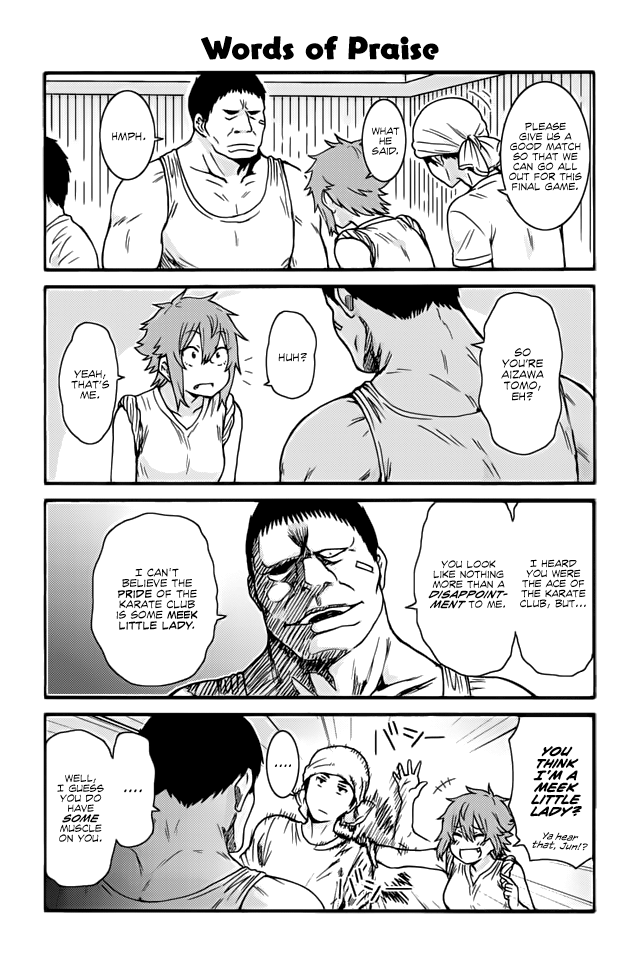 Words of Praise
PLEASE
GIVE US A
GOOD MATCH
SO THAT WE
CAN GO ALL
OUT FOR THIS
FINAL GAME.
WHAT
HE
SAID.
HMPH.
SO
YOU'RE
AIZAWA
TOMO,
EH?
HUH?
YEAH,
THAT'S
ME.
I HEARD
YOU WERE
THE ACE OF
THE KARATE
CLUB, BUT...
YOU LOOK
LIKE NOTHING
MORE THAN A
DISAPPOINT-
MENT TO ME.
I CAN'T
BELIEVE THE
PRIDE OF THE
KARATE CLUB
IS SOME MEEK
LITTLE LADY.
YOU
THINK
I'M A
MEEK
LITTLE
LADY?
Ya hear
that, Jun!?
バシー
....
....
WELL,
I GUESS
YOU DO
HAVE
SOME
MUSCLE
ON YOU.